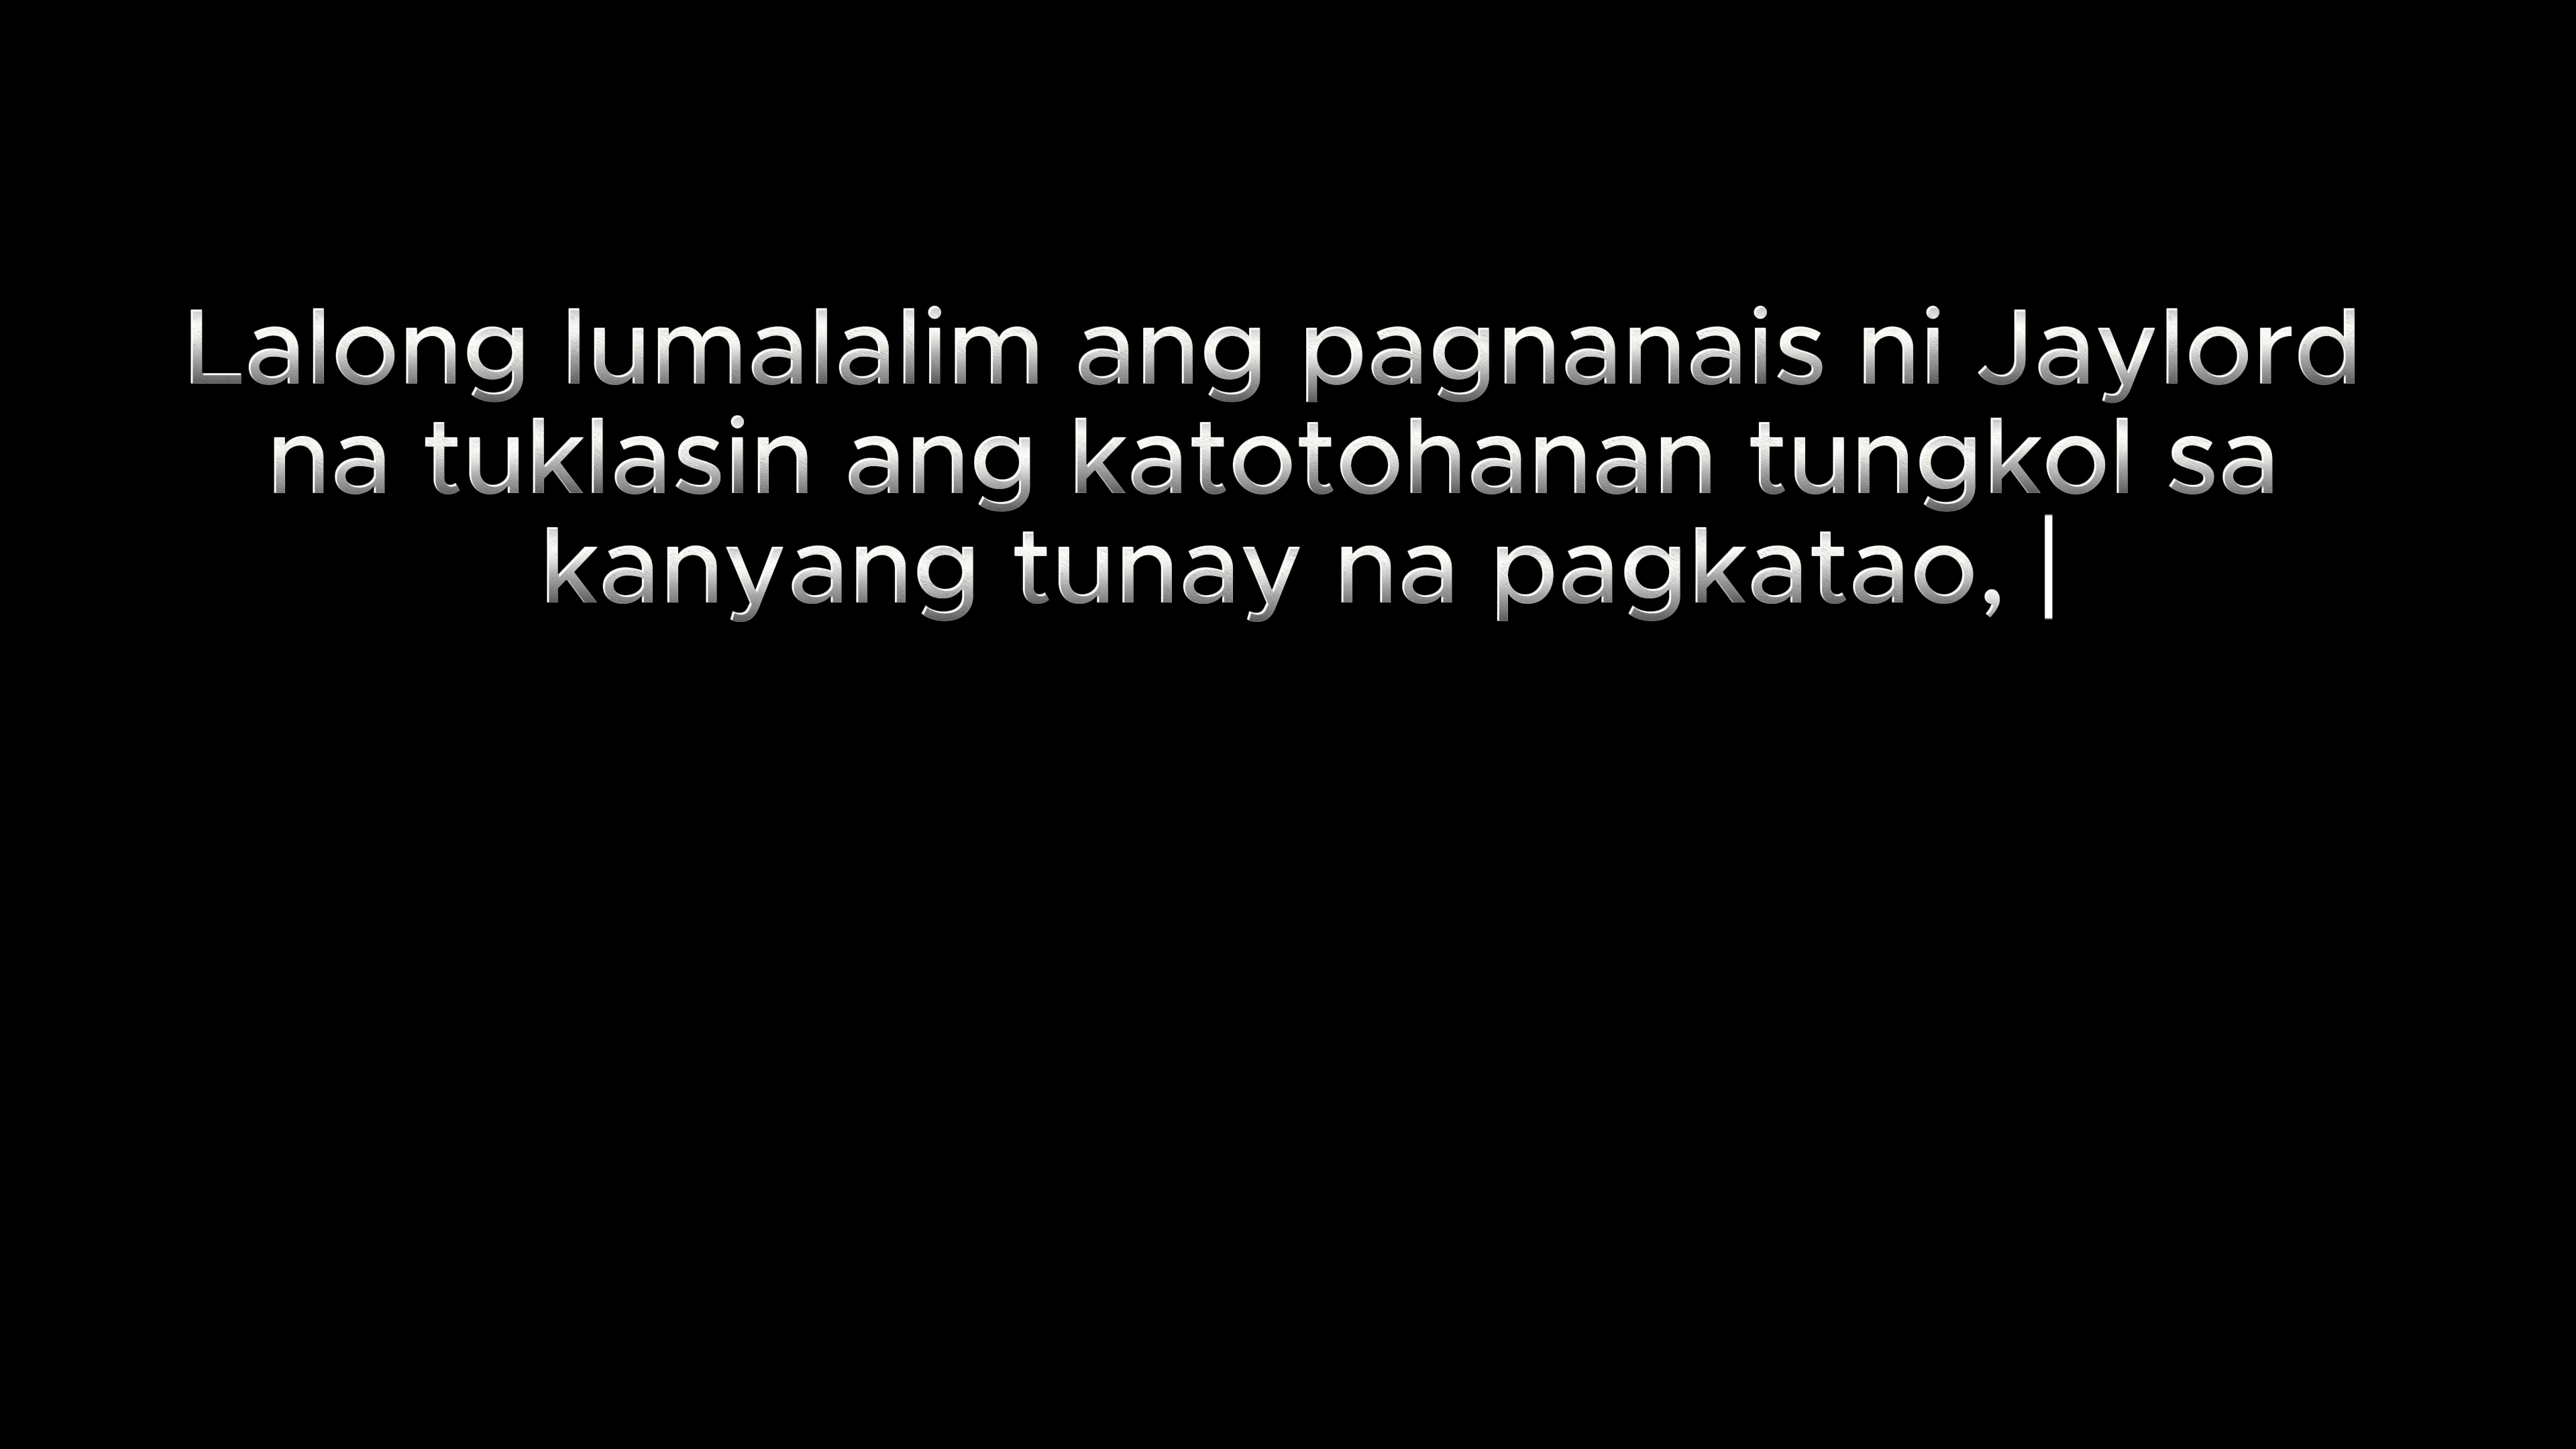 Lalong lumalalim ang pagnanais ni Jaylord
na tuklasin ang katotohanan tungkol sa
kanyang tunay na pagkatao,